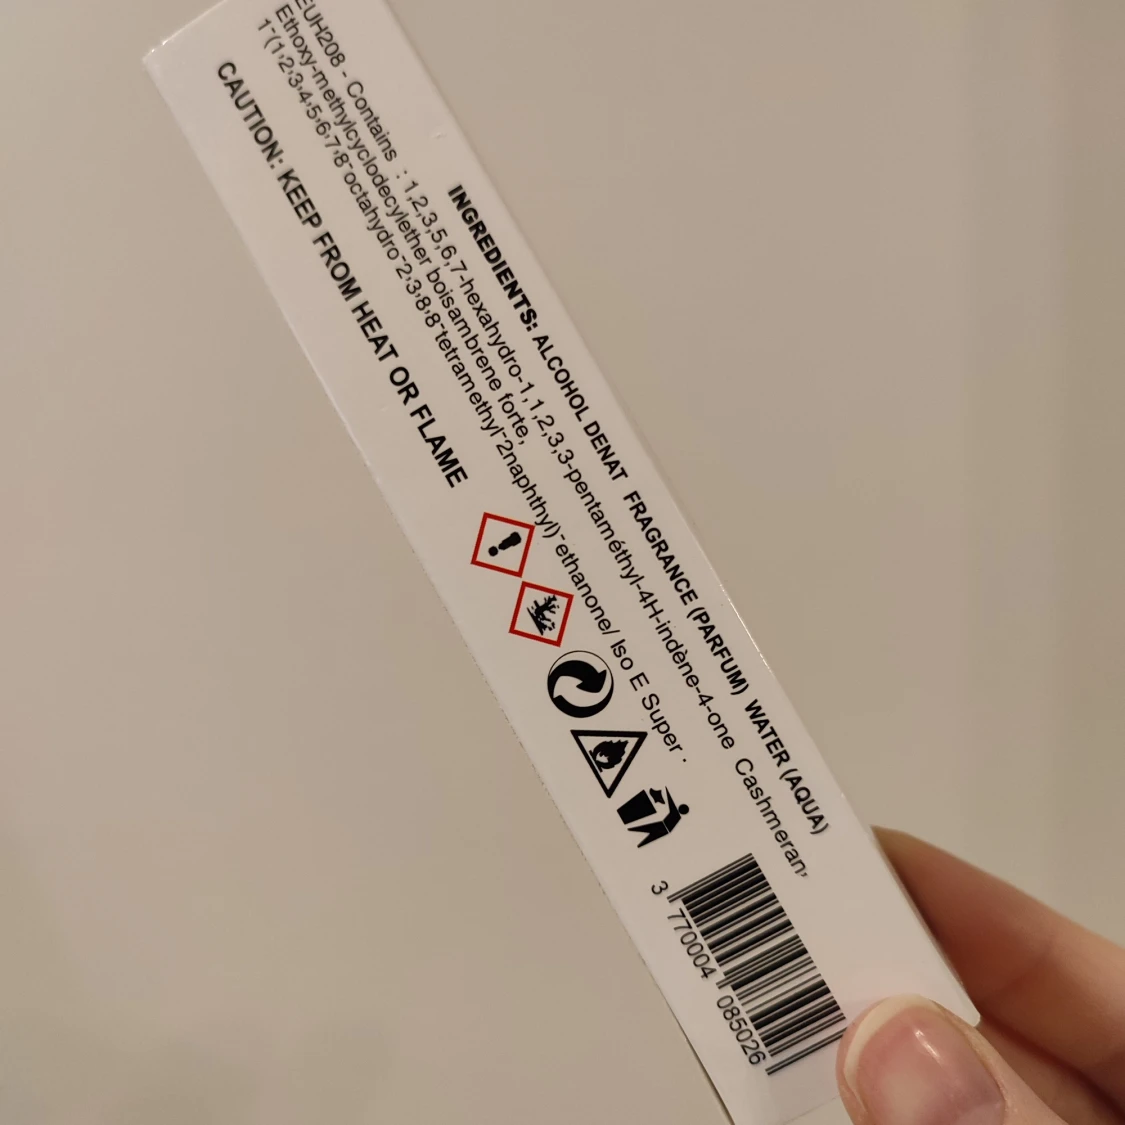 INGREDIENTS: ALCOHOL DENAT FRAGRANCE (PARFUM) WATER (AQUA)
EUH208 - Contains : 1,2,3,5,6,7-hexahydro-1,1,2,3,3-pentaméthyl-4H-indène-4-one Cashmeran,
Ethoxy-methylcyclodecylether boisambrene forte,
1-(1,2,3,4,5,6,7,8-octahydro-2,3,8,8-tetramethyl-2naphthyl)-ethanone/ Iso E Super .
CAUTION: KEEP FROM HEAT OR FLAME
3 770004 085026